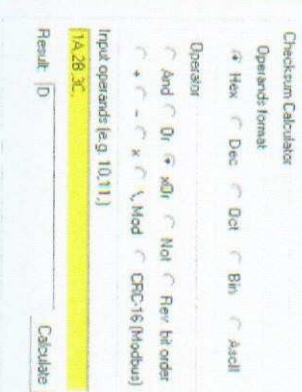 Checksum Calculator
Operands format
Hex Dec Oct Bin Ascii
Operator
And Or xOr Not Rev bit order
+ - x \ Mod CRC-16 (Modbus)
Input operands (e.g. 10,11,)
1A,2B,3C,
Result: D Calculate